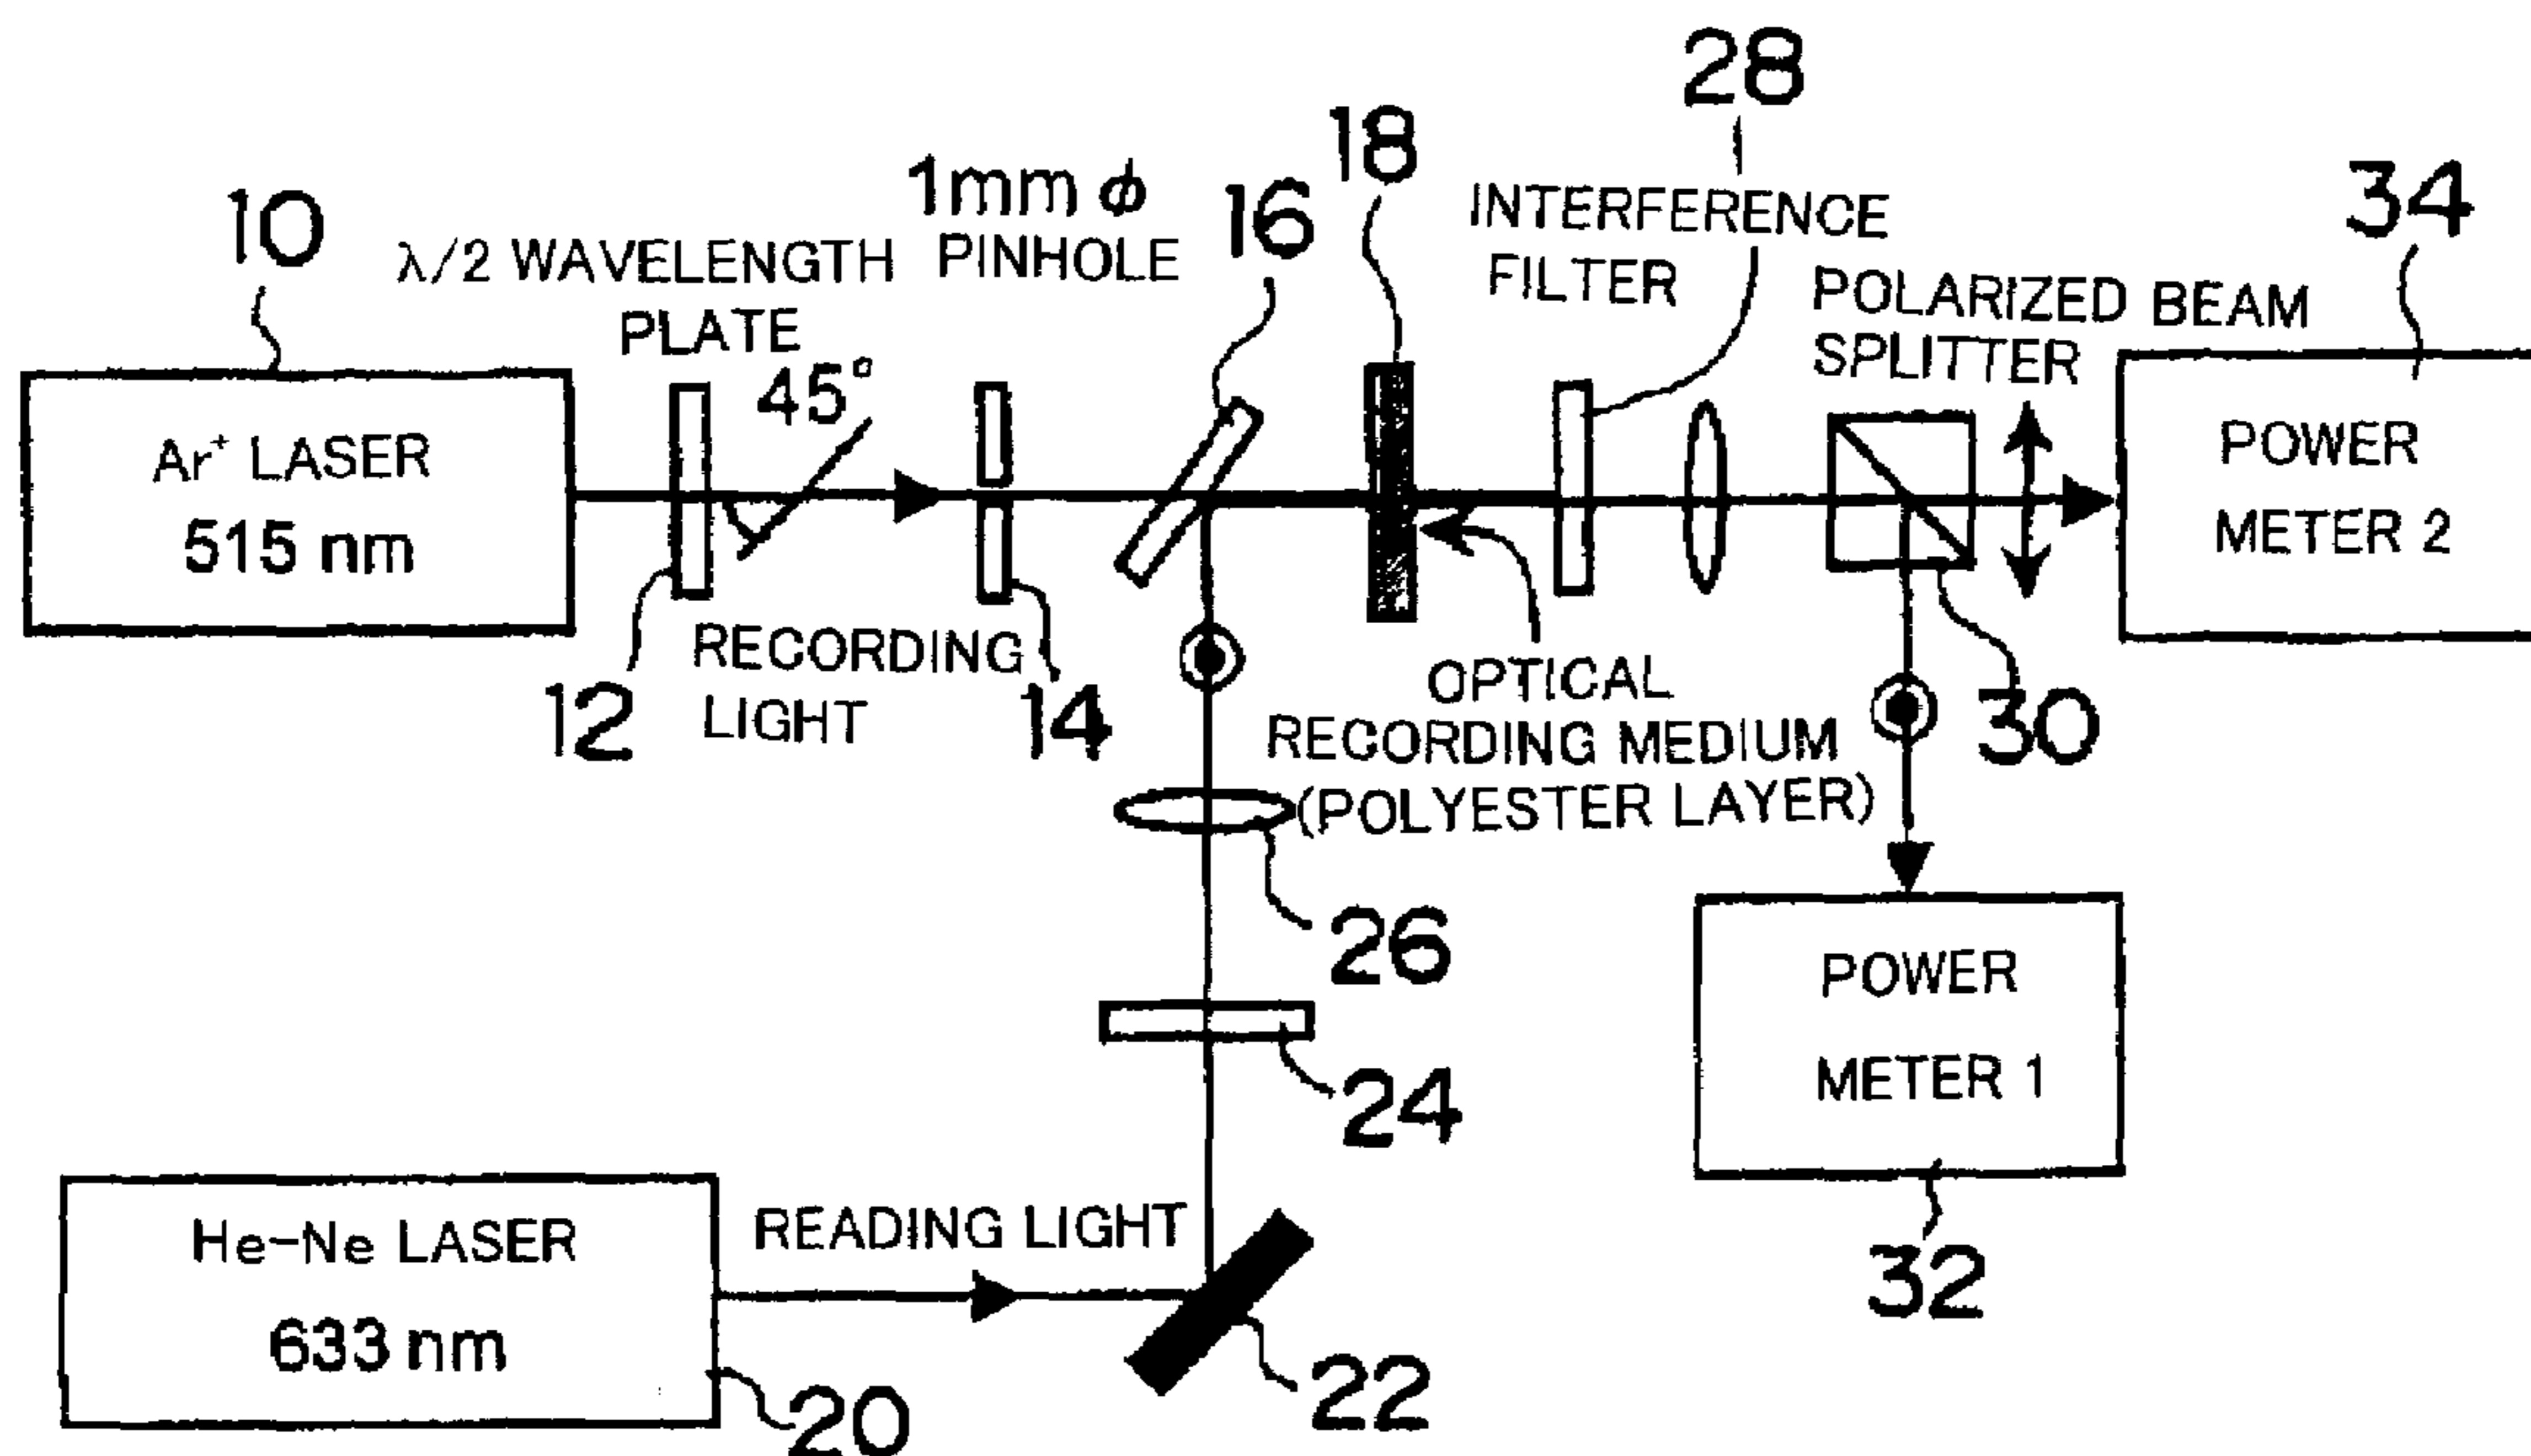 28
18
34
1mm ϕ
PINHOLE
16
INTERFERENCE
FILTER
10
λ/2 WAVELENGTH
PLATE
45°
POLARIZED BEAM
SPLITTER
Ar⁺ LASER
515 nm
POWER
METER 2
12
RECORDING
LIGHT
14
OPTICAL
RECORDING MEDIUM
(POLYESTER LAYER)
30
26
24
POWER
METER 1
32
He-Ne LASER
633 nm
READING LIGHT
20
22